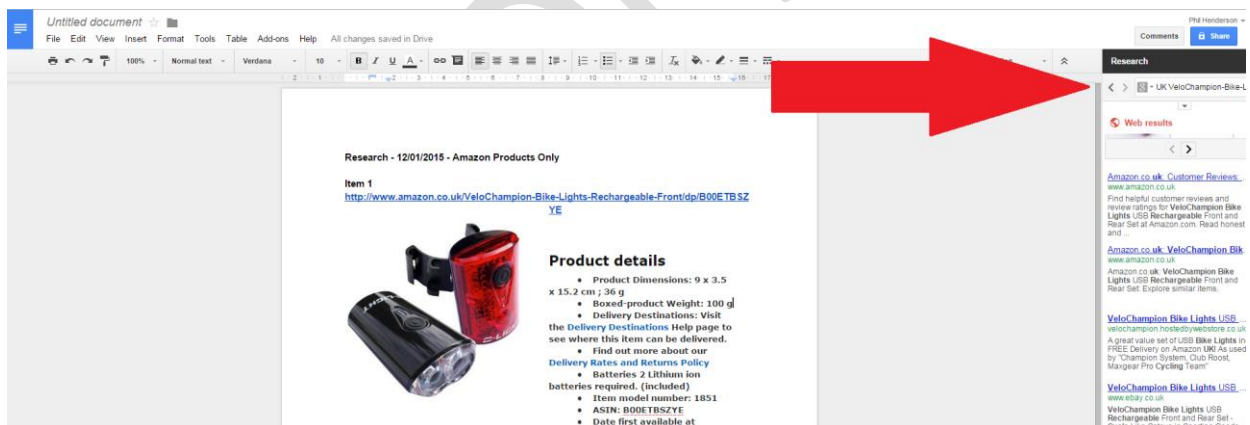 Untitled document
Phil Henderson
File Edit View Insert Format Tools Table Add-ons Help All changes saved in Drive
Comments Share
100% Normal text Verdana 10 B I U A
Research
UK VeloChampion-Bike-L
Web results
Research - 12/01/2015 - Amazon Products Only
Item 1
http://www.amazon.co.uk/VeloChampion-Bike-Lights-Rechargeable-Front/dp/B00ETBSZ
YE
Product details
• Product Dimensions: 9 x 3.5
x 15.2 cm ; 36 g
• Boxed-product Weight: 100 g
• Delivery Destinations: Visit
the Delivery Destinations Help page to
see where this item can be delivered.
• Find out more about our
Delivery Rates and Returns Policy
• Batteries 2 Lithium ion
batteries required. (included)
• Item model number: 1851
• ASIN: B00ETBSZYE
• Date first available at
Amazon.co.uk: Customer Reviews: ...
www.amazon.co.uk
Find helpful customer reviews and
review ratings for VeloChampion Bike
Lights USB Rechargeable Front and
Rear Set at Amazon.com. Read honest
and ...
Amazon.co.uk: VeloChampion Bik
www.amazon.co.uk
Amazon.co.uk: VeloChampion Bike
Lights USB Rechargeable Front and
Rear Set: Explore similar items.
VeloChampion Bike Lights USB ...
velochampion.hostedbywebstore.co.uk
A great value set of USB Bike Lights in
FREE Delivery on Amazon UK! As used
by "Champion System, Club Roost,
Maxgear Pro Cycling Team"
VeloChampion Bike Lights USB ...
www.ebay.co.uk
VeloChampion Bike Lights USB
Rechargeable Front and Rear Set -